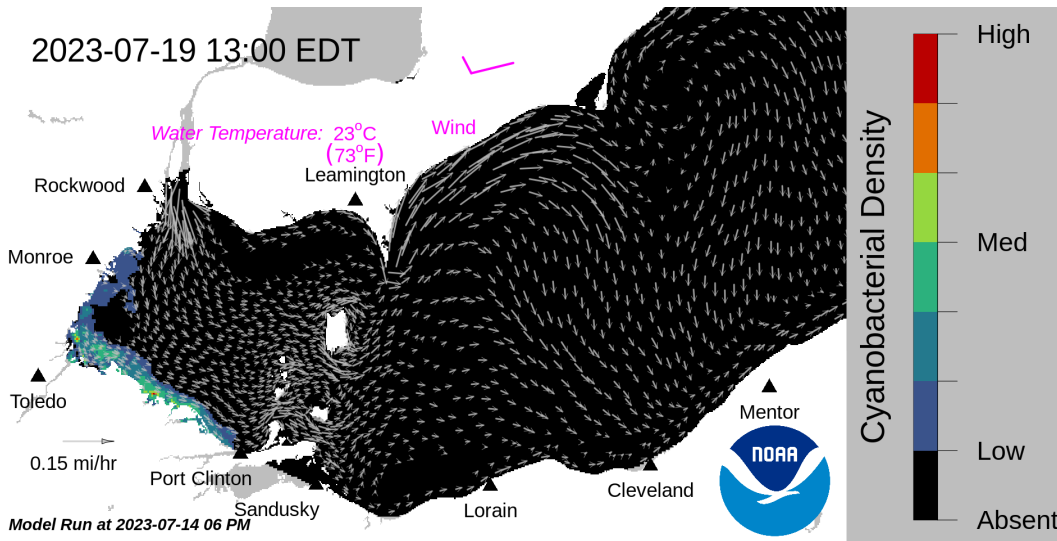 2023-07-19 13:00 EDT
High
Wind
Water Temperature: 23°C
(73°F)
Leamington
Rockwood
Cyanobacterial Density
Med
Monroe
Toledo
Mentor
NOAA
0.15 mi/hr
Port Clinton
Low
Sandusky
Lorain
Cleveland
Model Run at 2023-07-14 06 PM
Absent